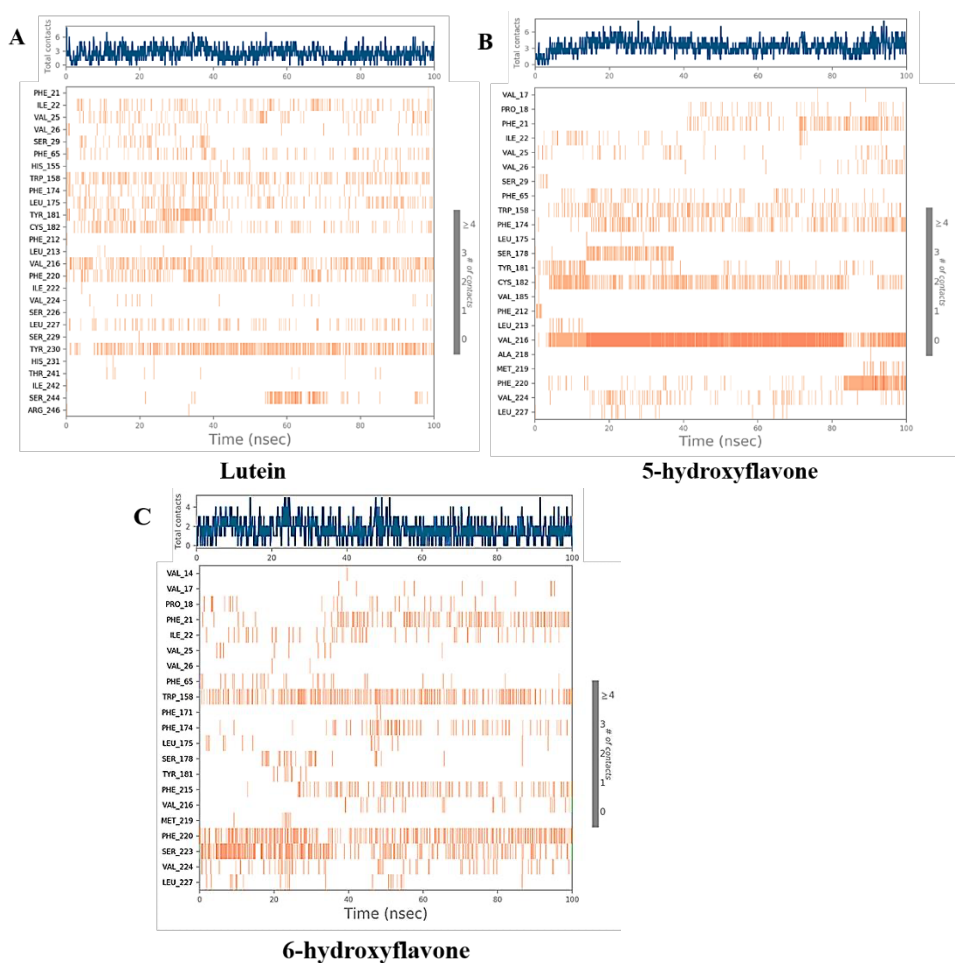 A
Total contacts
6
3
0
0 20 40 60 80 100
PHE_21
ILE_22
VAL_25
VAL_26
SER_29
PHE_65
HIS_155
TRP_158
PHE_174
LEU_175
TYR_181
CYS_182
PHE_212
LEU_213
VAL_216
PHE_220
ILE_222
VAL_224
SER_226
LEU_227
SER_229
TYR_230
HIS_231
THR_241
ILE_242
SER_244
ARG_246
0 20 40 60 80 100
Time (nsec)
≥4
3
2
1
0
# of contacts
Lutein
B
Total contacts
6
3
0
0 20 40 60 80 100
VAL_17
PRO_18
PHE_21
ILE_22
VAL_25
VAL_26
SER_29
PHE_65
TRP_158
PHE_174
LEU_175
SER_178
TYR_181
CYS_182
VAL_185
PHE_212
LEU_213
VAL_216
ALA_218
MET_219
PHE_220
VAL_224
LEU_227
0 20 40 60 80 100
Time (nsec)
≥4
3
2
1
0
# of contacts
5-hydroxyflavone
C
Total contacts
4
2
0
0 20 40 60 80 100
VAL_14
VAL_17
PRO_18
PHE_21
ILE_22
VAL_25
VAL_26
PHE_65
TRP_158
PHE_171
PHE_174
LEU_175
SER_178
TYR_181
PHE_215
VAL_216
MET_219
PHE_220
SER_223
VAL_224
LEU_227
0 20 40 60 80 100
Time (nsec)
≥4
3
2
1
0
# of contacts
6-hydroxyflavone